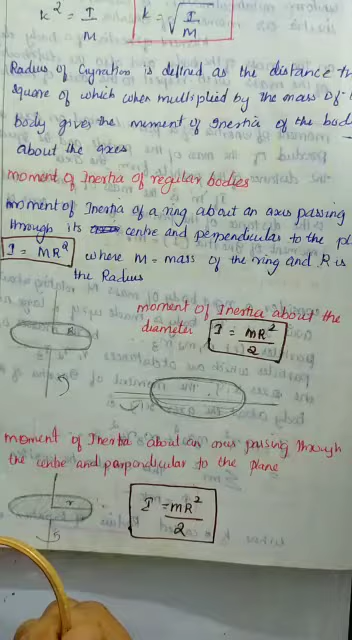 k² = I/M   k = √(I/M)
Radius of Gynation is defined as the distance the
square of which when multiplied by the mass of
body gives the moment of Inertia of the body
about the axes
moment of Inertia of regular bodies
moment of Inertia of a ring about an axis passing
through its centre and perpendicular to the
I = MR² where M = mass of the ring and R is
the Radius
R
moment of Inertia about the
diameter I = mR²/2
moment of Inertia about an axis passing through
the centre and perpendicular to the plane
r
I = mR²/2